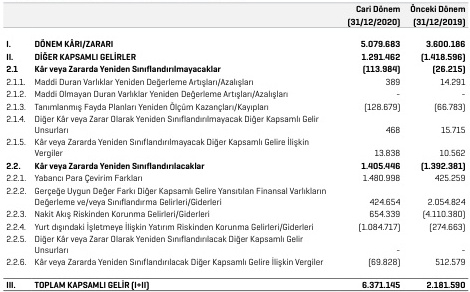 Cari Dönem Önceki Dönem
(31/12/2020) (31/12/2019)
I. DÖNEM KÂRI/ZARARI 5.079.683 3.600.186
II. DİĞER KAPSAMLI GELİRLER 1.291.462 (1.418.596)
2.1 Kâr veya Zararda Yeniden Sınıflandırılmayacaklar (113.984) (26.215)
2.1.1. Maddi Duran Varlıklar Yeniden Değerleme Artışları/Azalışları 389 14.291
2.1.2. Maddi Olmayan Duran Varlıklar Yeniden Değerleme Artışları/Azalışları - -
2.1.3. Tanımlanmış Fayda Planları Yeniden Ölçüm Kazançları/Kayıpları (128.679) (66.783)
2.1.4. Diğer Kâr veya Zarar Olarak Yeniden Sınıflandırılmayacak Diğer Kapsamlı Gelir
Unsurları 468 15.715
2.1.5. Kâr veya Zararda Yeniden Sınıflandırılmayacak Diğer Kapsamlı Gelire İlişkin
Vergiler 13.838 10.562
2.2. Kâr veya Zararda Yeniden Sınıflandırılacaklar 1.405.446 (1.392.381)
2.2.1. Yabancı Para Çevirim Farkları 1.480.998 425.259
2.2.2. Gerçeğe Uygun Değer Farkı Diğer Kapsamlı Gelire Yansıtılan Finansal Varlıkların
Değerleme ve/veya Sınıflandırma Gelirleri/Giderleri 424.654 2.054.824
2.2.3. Nakit Akış Riskinden Korunma Gelirleri/Giderleri 654.339 (4.110.380)
2.2.4. Yurt dışındaki İşletmeye İlişkin Yatırım Riskinden Korunma Gelirleri/Giderleri (1.084.717) (274.663)
2.2.5. Diğer Kâr veya Zarar Olarak Yeniden Sınıflandırılacak Diğer Kapsamlı Gelir
Unsurları - -
2.2.6. Kâr veya Zararda Yeniden Sınıflandırılacak Diğer Kapsamlı Gelire İlişkin Vergiler (69.828) 512.579
III. TOPLAM KAPSAMLI GELİR (I+II) 6.371.145 2.181.590